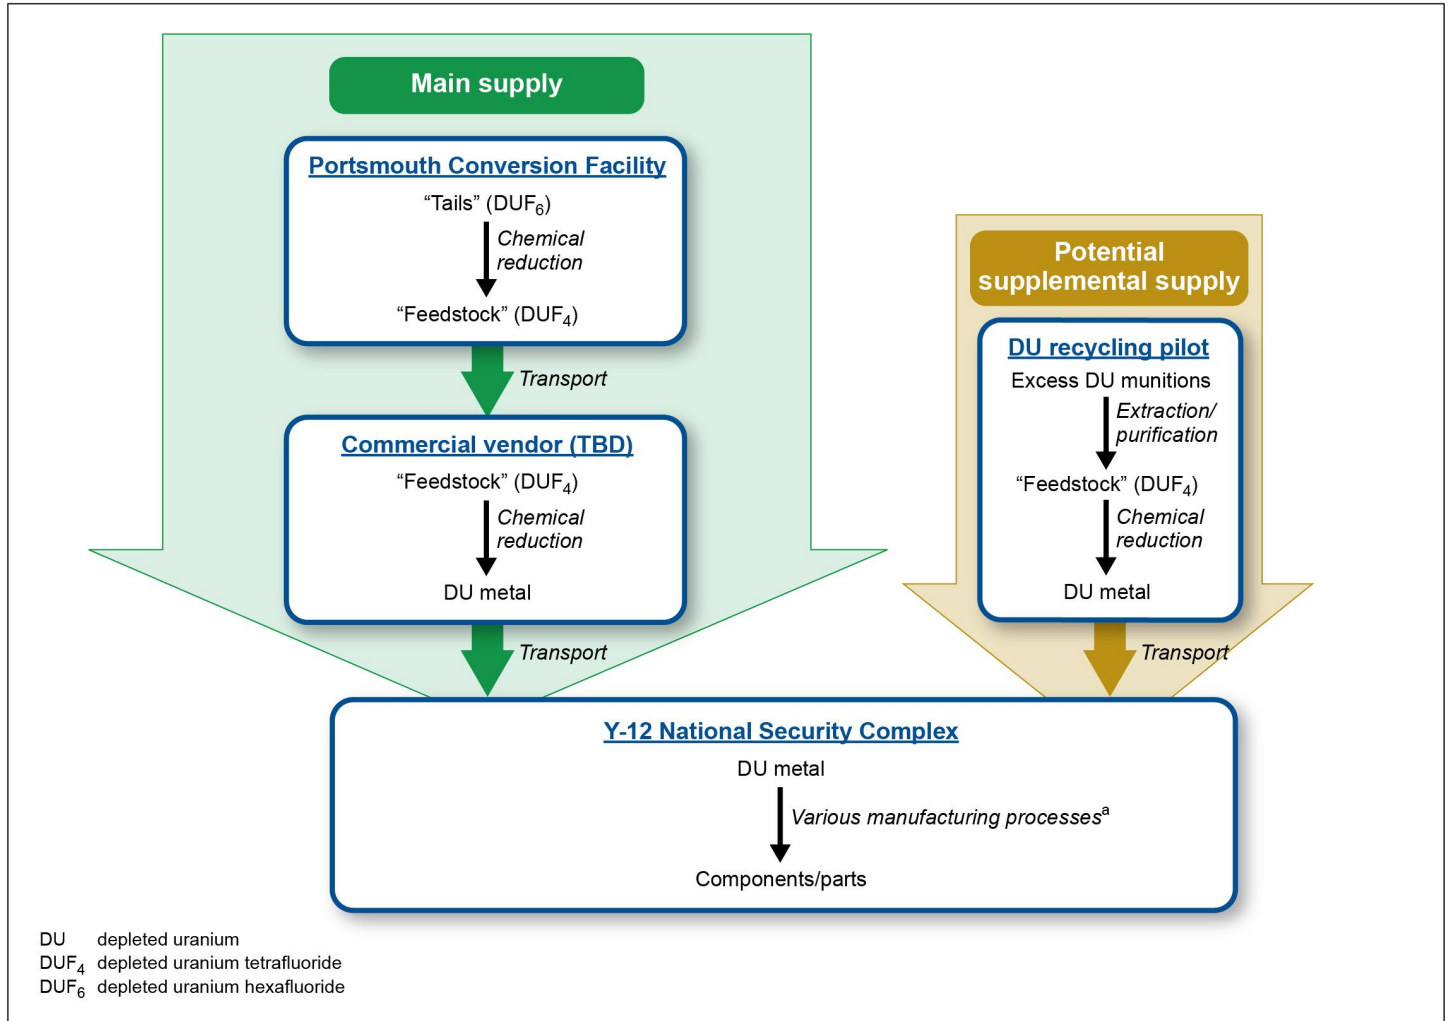 Main supply
Portsmouth Conversion Facility
“Tails” (DUF₆)
Chemical
reduction
“Feedstock” (DUF₄)
Transport
Commercial vendor (TBD)
“Feedstock” (DUF₄)
Chemical
reduction
DU metal
Transport
Potential
supplemental supply
DU recycling pilot
Excess DU munitions
Extraction/
purification
“Feedstock” (DUF₄)
Chemical
reduction
DU metal
Transport
Y-12 National Security Complex
DU metal
Various manufacturing processesᵃ
Components/parts
DU depleted uranium
DUF₄ depleted uranium tetrafluoride
DUF₆ depleted uranium hexafluoride